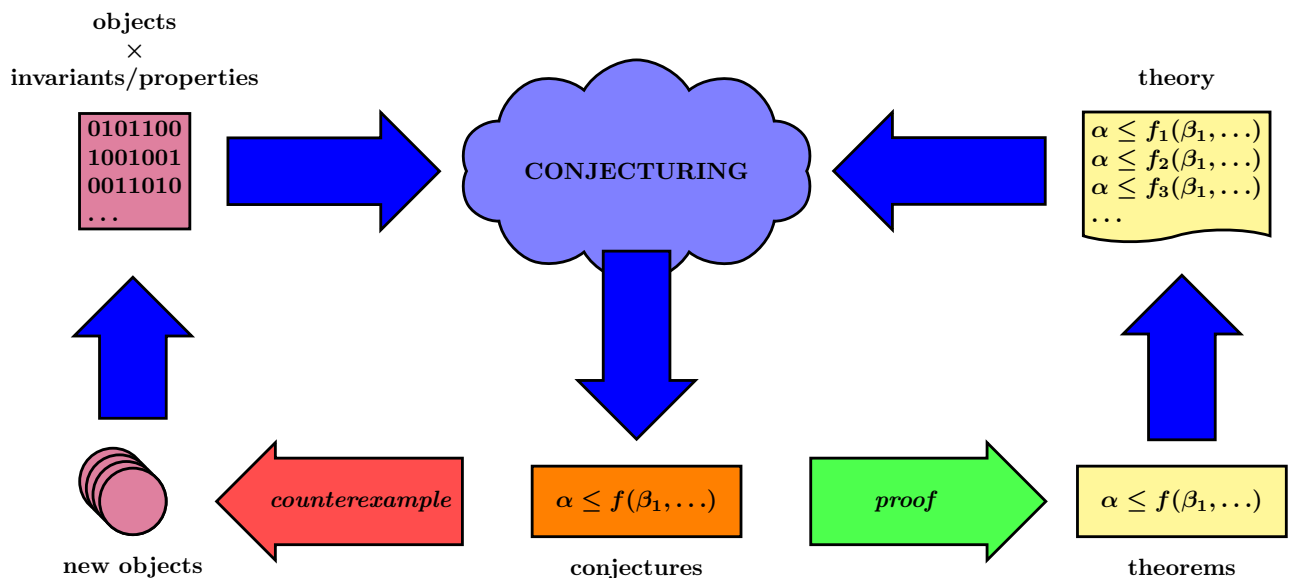 objects
×
invariants/properties
0101100
1001001
0011010
...
CONJECTURING
theory
α ≤ f₁(β₁, ...)
α ≤ f₂(β₁, ...)
α ≤ f₃(β₁, ...)
...
counterexample
α ≤ f(β₁, ...)
proof
α ≤ f(β₁, ...)
new objects
conjectures
theorems